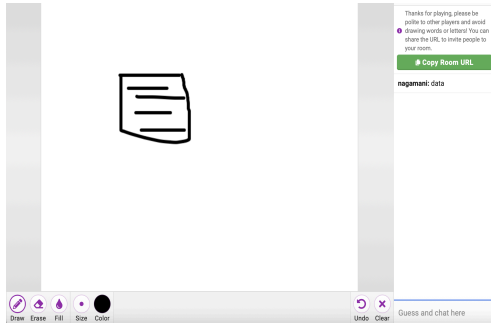 Thanks for playing, please be
polite to other players and avoid
drawing words or letters! You can
share the URL to invite people to
your room.
Copy Room URL
nagamani: data
Draw Erase Fill Size Color Undo Clear
Guess and chat here